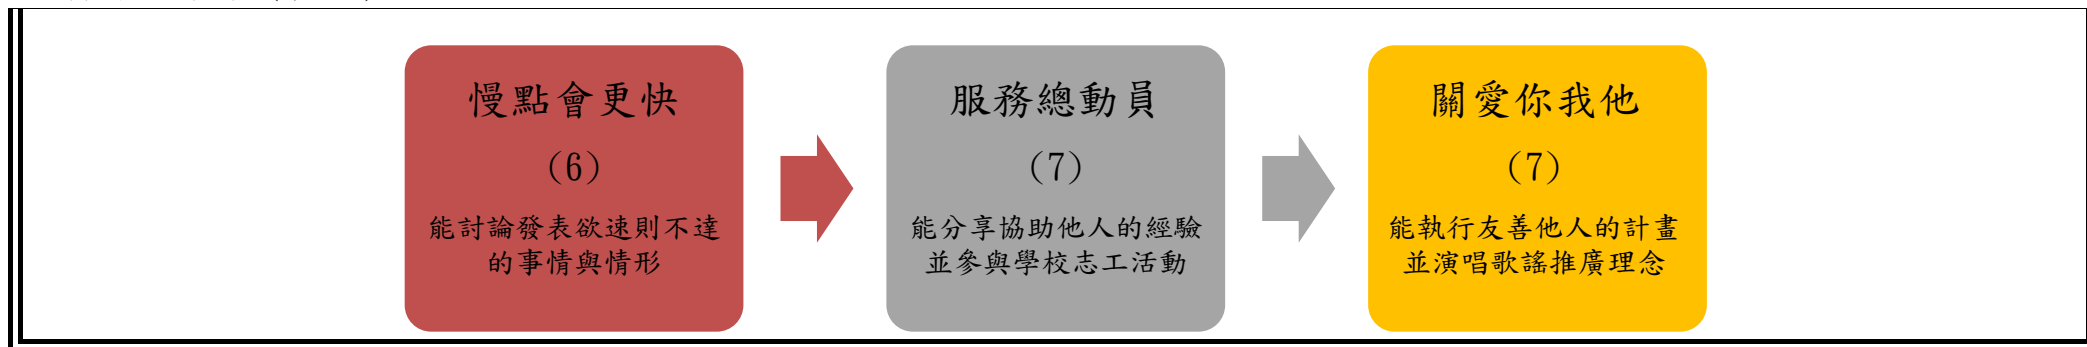 慢點會更快
(6)
能討論發表欲速則不達
的事情與情形
服務總動員
(7)
能分享協助他人的經驗
並參與學校志工活動
關愛你我他
(7)
能執行友善他人的計畫
並演唱歌謠推廣理念